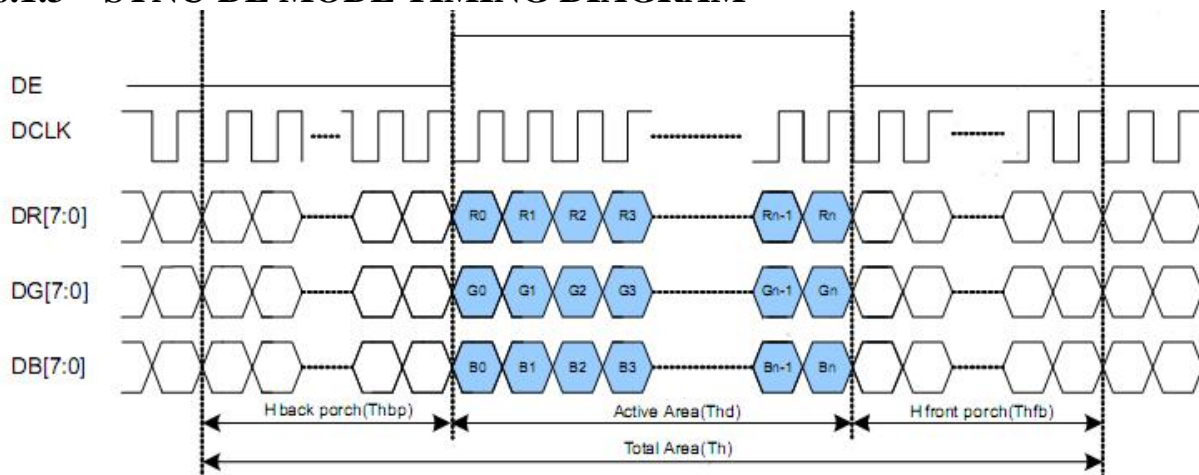 SYNC DE MODE TIMING DIAGRAM
DE
DCLK
DR[7:0] R0 R1 R2 R3 Rn-1 Rn
DG[7:0] G0 G1 G2 G3 Gn-1 Gn
DB[7:0] B0 B1 B2 B3 Bn-1 Bn
H back porch(Thbp) Active Area(Thd) H front porch(Thfb)
Total Area(Th)